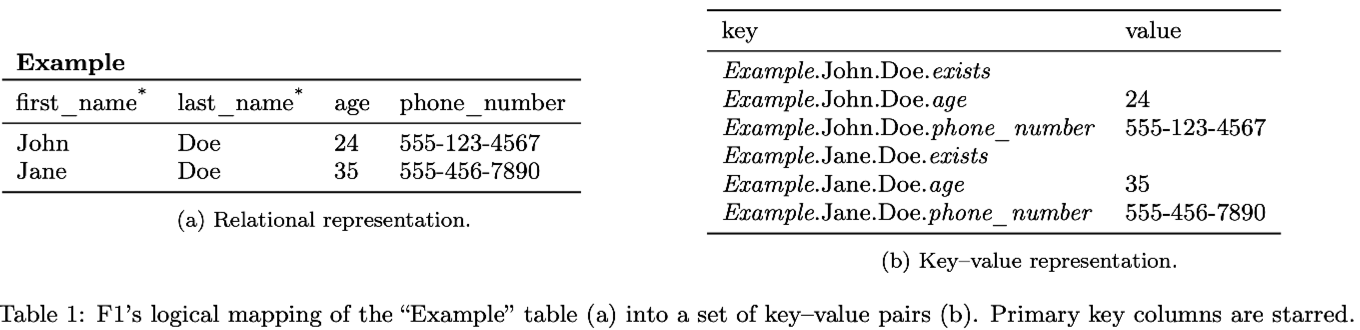 Example
first_name* last_name* age phone_number
John Doe 24 555-123-4567
Jane Doe 35 555-456-7890
(a) Relational representation.
key value
Example.John.Doe.exists
Example.John.Doe.age 24
Example.John.Doe.phone_number 555-123-4567
Example.Jane.Doe.exists
Example.Jane.Doe.age 35
Example.Jane.Doe.phone_number 555-456-7890
(b) Key–value representation.
Table 1: F1's logical mapping of the “Example” table (a) into a set of key–value pairs (b). Primary key columns are starred.